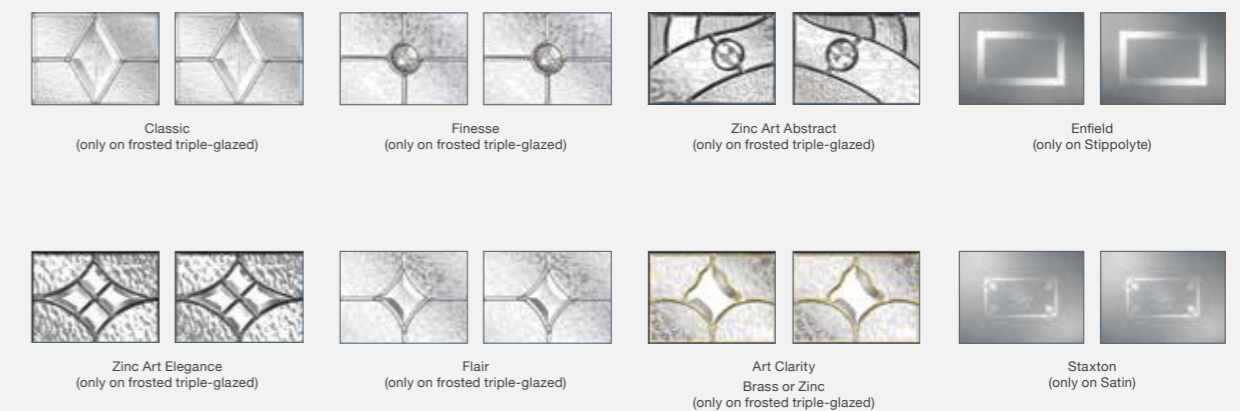 Classic
(only on frosted triple-glazed)
Finesse
(only on frosted triple-glazed)
Zinc Art Abstract
(only on frosted triple-glazed)
Enfield
(only on Stippolyte)
Zinc Art Elegance
(only on frosted triple-glazed)
Flair
(only on frosted triple-glazed)
Art Clarity
Brass or Zinc
(only on frosted triple-glazed)
Staxton
(only on Satin)